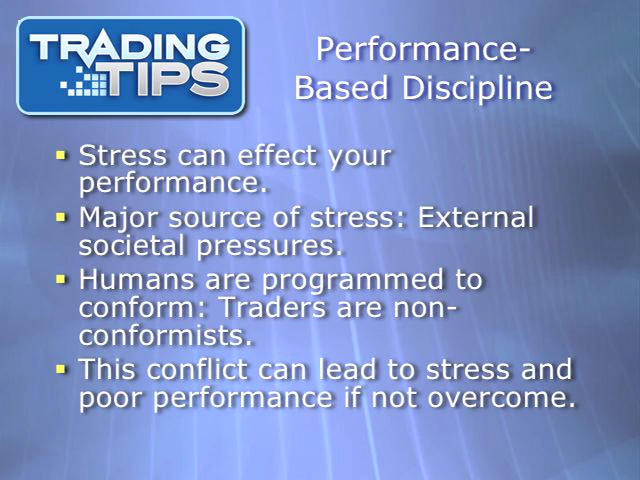 TRADING
TIPS
Performance-
Based Discipline
Stress can effect your
performance.
Major source of stress: External
societal pressures.
Humans are programmed to
conform: Traders are non-
conformists.
This conflict can lead to stress and
poor performance if not overcome.